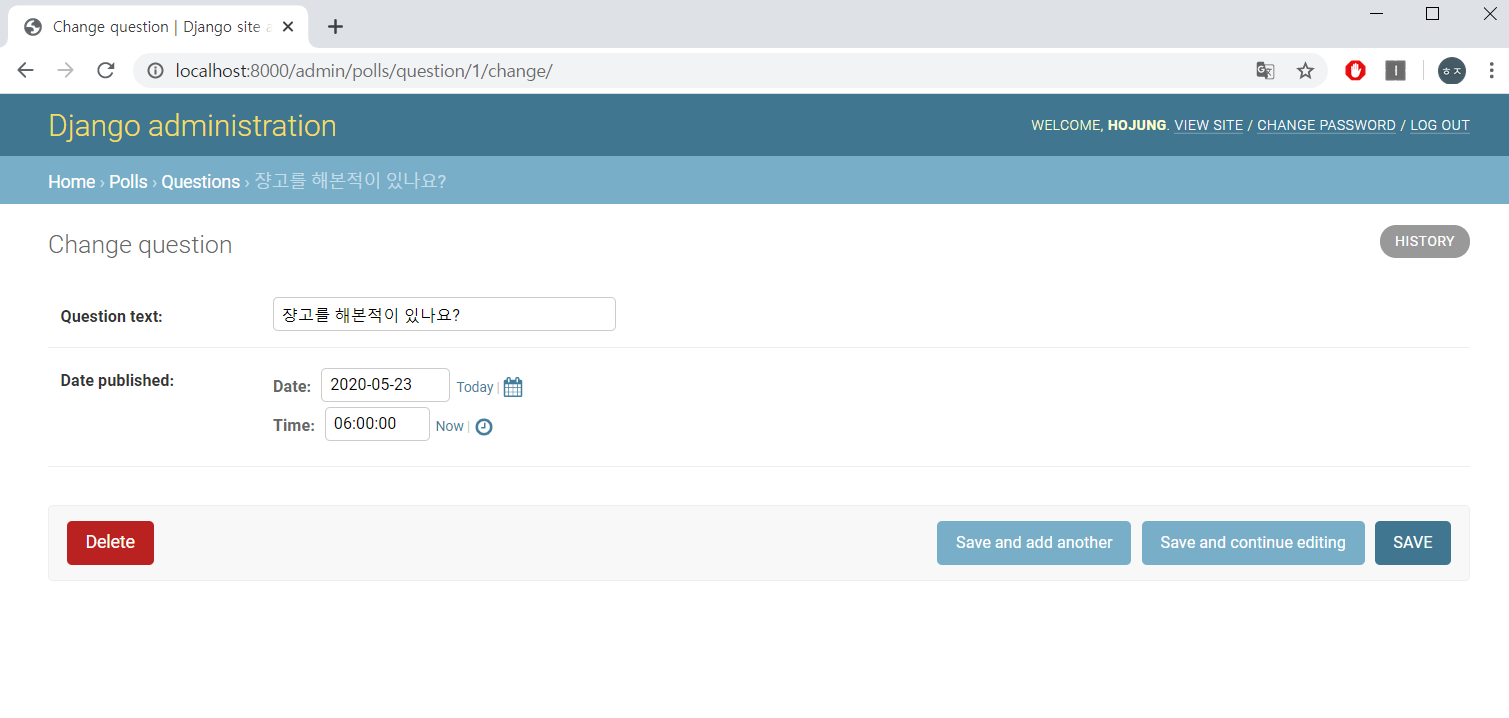 Change question | Django site a
localhost:8000/admin/polls/question/1/change/
ㅎㅈ
Django administration
WELCOME, HOJUNG. VIEW SITE / CHANGE PASSWORD / LOG OUT
Home › Polls › Questions › 쟝고를 해본적이 있나요?
Change question
HISTORY
Question text:
쟝고를 해본적이 있나요?
Date published:
Date: 2020-05-23 Today |
Time: 06:00:00 Now |
Delete
Save and add another
Save and continue editing
SAVE